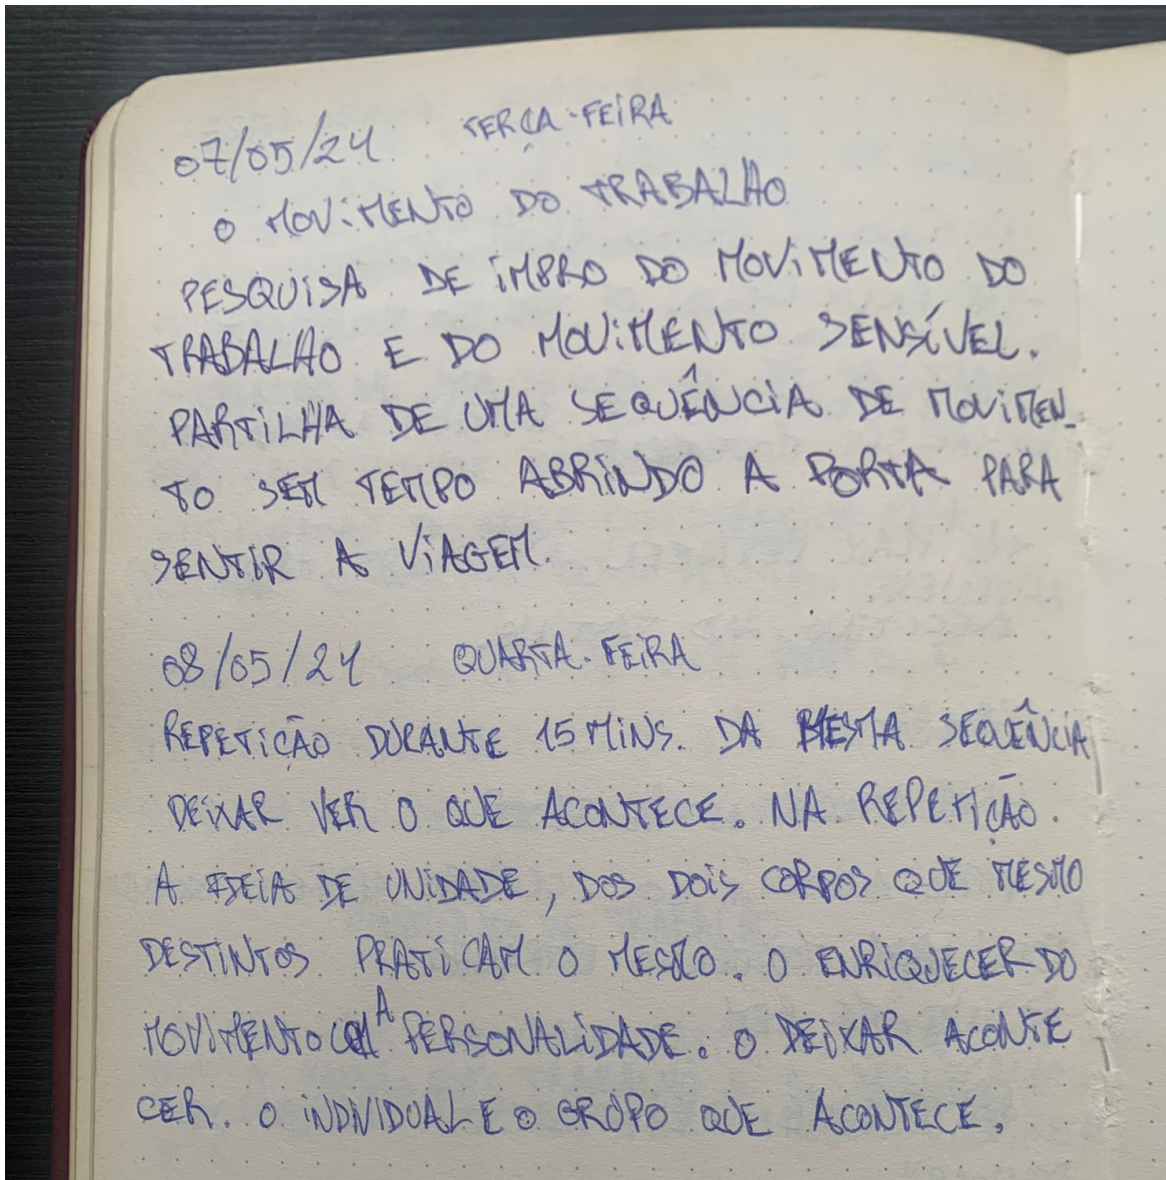 07/05/24 TERÇA-FEIRA
O MOVIMENTO DO TRABALHO
PESQUISA DE IMPRO DO MOVIMENTO DO
TRABALHO E DO MOVIMENTO SENSÍVEL.
PARTILHA DE UMA SEQUÊNCIA DE MOVIMEN_
TO SEM TEMPO ABRINDO A PORTA PARA
SENTIR A VIAGEM.
08/05/24 QUARTA-FEIRA
REPETIÇÃO DURANTE 15 MINS. DA MESMA SEQUÊNCIA
DEIXAR VER O QUE ACONTECE. NA REPETIÇÃO.
A IDEIA DE UNIDADE, DOS DOIS CORPOS QUE MESMO
DESTINTOS PRATICAM O MESMO. O ENRIQUECER DO
MOVIMENTO COM A PERSONALIDADE. O DEIXAR ACONTE
CER. O INDIVIDUAL E O GRUPO QUE ACONTECE.